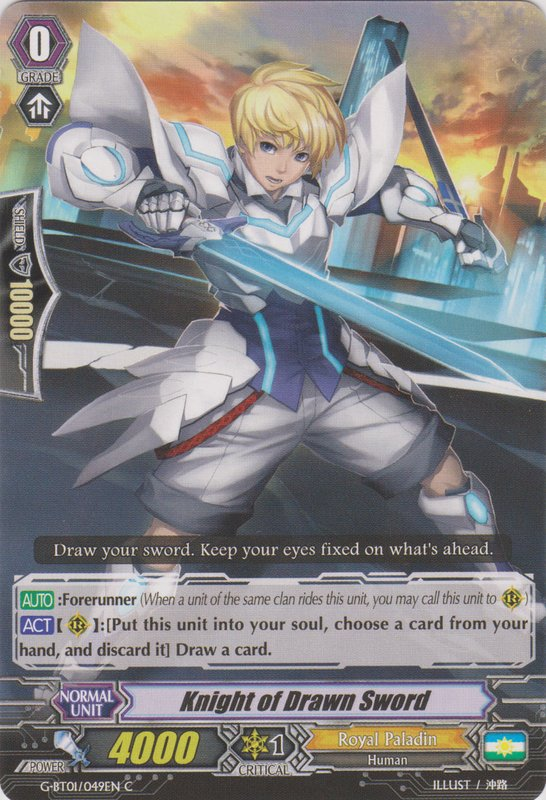 0
GRADE
SHIELD
10000
Draw your sword. Keep your eyes fixed on what's ahead.
AUTO :Forerunner (When a unit of the same clan rides this unit, you may call this unit to R)
ACT【R】:[Put this unit into your soul, choose a card from your
hand, and discard it] Draw a card.
NORMAL
UNIT
Knight of Drawn Sword
POWER
4000
1
CRITICAL
Royal Paladin
Human
G-BT01/049EN C
ILLUST / 沖路